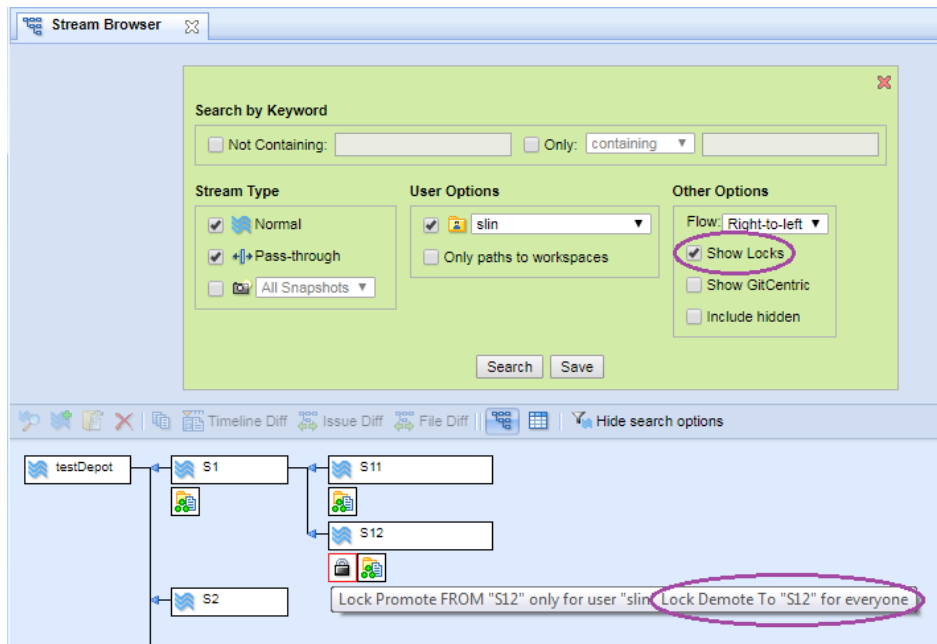 Stream Browser
Search by Keyword
Not Containing:
Only: containing
Stream Type
User Options
Other Options
Normal
slin
Flow: Right-to-left
Pass-through
Only paths to workspaces
Show Locks
All Snapshots
Show GitCentric
Include hidden
Search
Save
Timeline Diff
Issue Diff
File Diff
Hide search options
testDepot
S1
S11
S12
S2
Lock Promote FROM "S12" only for user "slin Lock Demote To "S12" for everyone